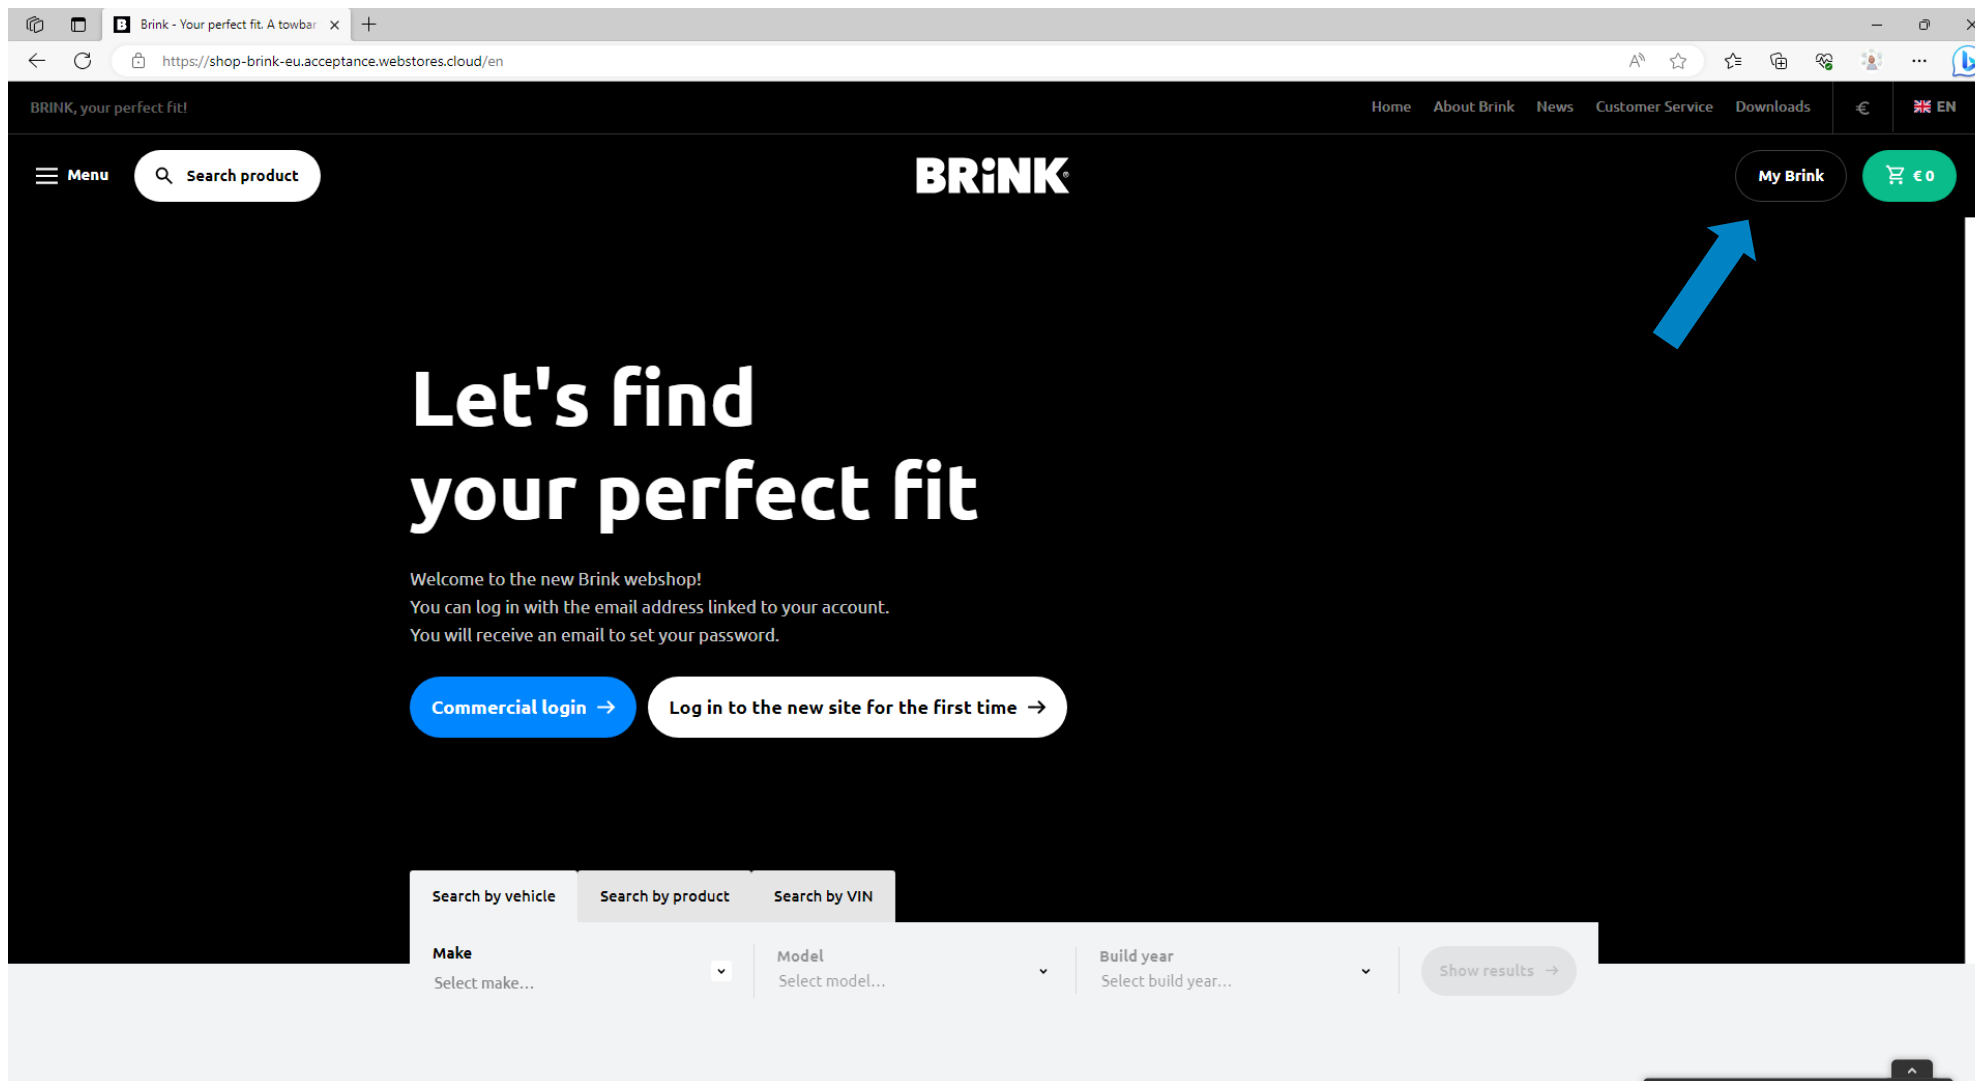 Brink - Your perfect fit. A towbar
https://shop-brink-eu.acceptance.webstores.cloud/en
BRINK, your perfect fit!
Home About Brink News Customer Service Downloads € EN
Menu Search product BRiNK® My Brink € 0
Let's find
your perfect fit
Welcome to the new Brink webshop!
You can log in with the email address linked to your account.
You will receive an email to set your password.
Commercial login → Log in to the new site for the first time →
Search by vehicle Search by product Search by VIN
Make Model Build year
Select make... Select model... Select build year...
Show results →